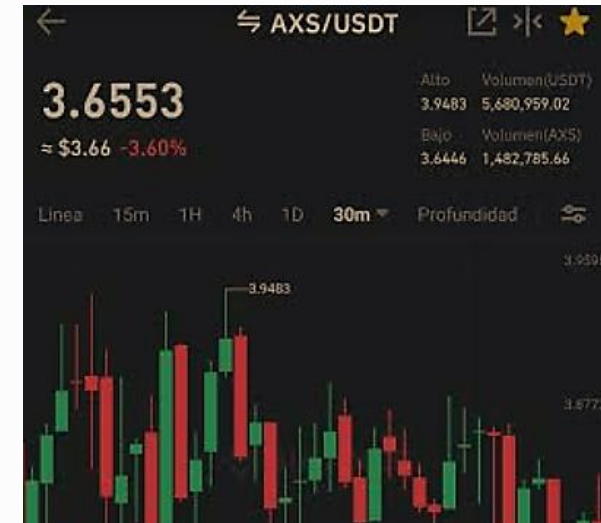 AXS/USDT
3.6553
≈ $3.66 -3.60%
Alto Volumen(USDT)
3.9483 5,680,959.02
Bajo Volumen(AXS)
3.6446 1,482,785.66
Linea 15m 1H 4h 1D 30m Profundidad
3.9483